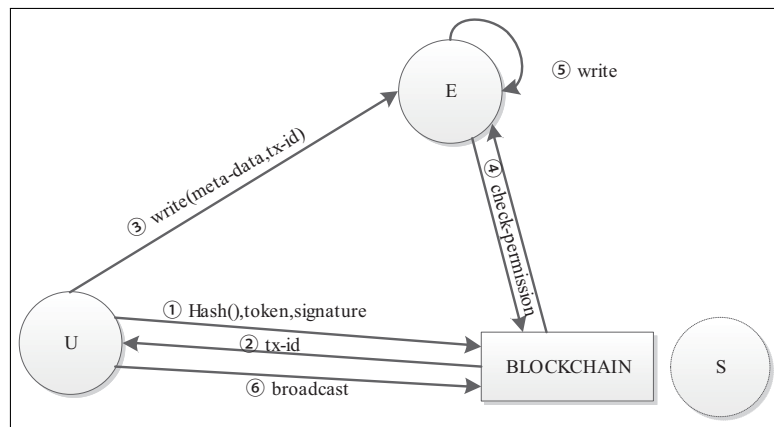 E
⑤ write
③ write(meta-data,tx-id)
④ check-permission
① Hash(),token,signature
U
② tx-id
BLOCKCHAIN
S
⑥ broadcast